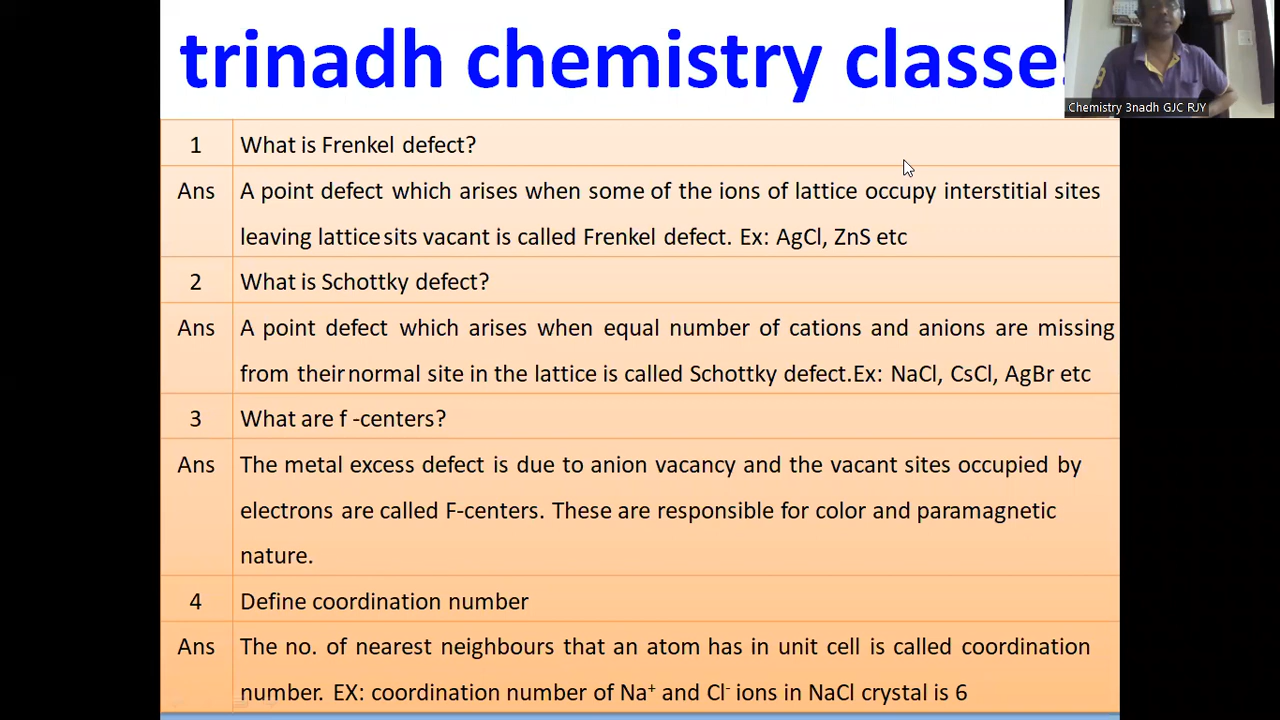 trinadh chemistry classes
Chemistry 3nadh GJC RJY
1 What is Frenkel defect?
Ans A point defect which arises when some of the ions of lattice occupy interstitial sites
leaving lattice sits vacant is called Frenkel defect. Ex: AgCl, ZnS etc
2 What is Schottky defect?
Ans A point defect which arises when equal number of cations and anions are missing
from their normal site in the lattice is called Schottky defect.Ex: NaCl, CsCl, AgBr etc
3 What are f -centers?
Ans The metal excess defect is due to anion vacancy and the vacant sites occupied by
electrons are called F-centers. These are responsible for color and paramagnetic
nature.
4 Define coordination number
Ans The no. of nearest neighbours that an atom has in unit cell is called coordination
number. EX: coordination number of Na⁺ and Cl⁻ ions in NaCl crystal is 6